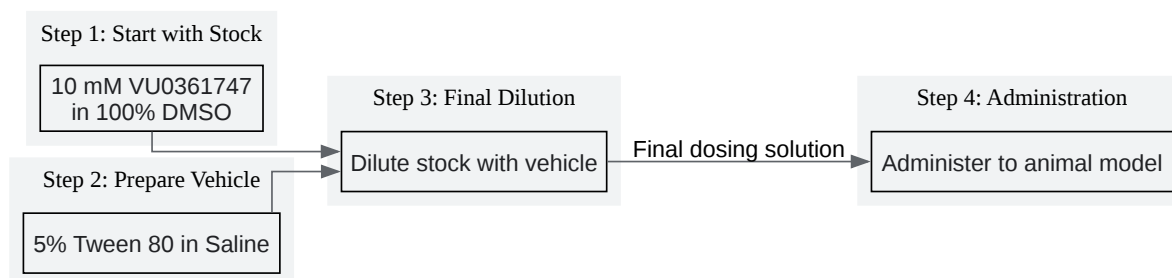 Step 1: Start with Stock
10 mM VU0361747
in 100% DMSO
Step 2: Prepare Vehicle
5% Tween 80 in Saline
Step 3: Final Dilution
Dilute stock with vehicle
Final dosing solution
Step 4: Administration
Administer to animal model